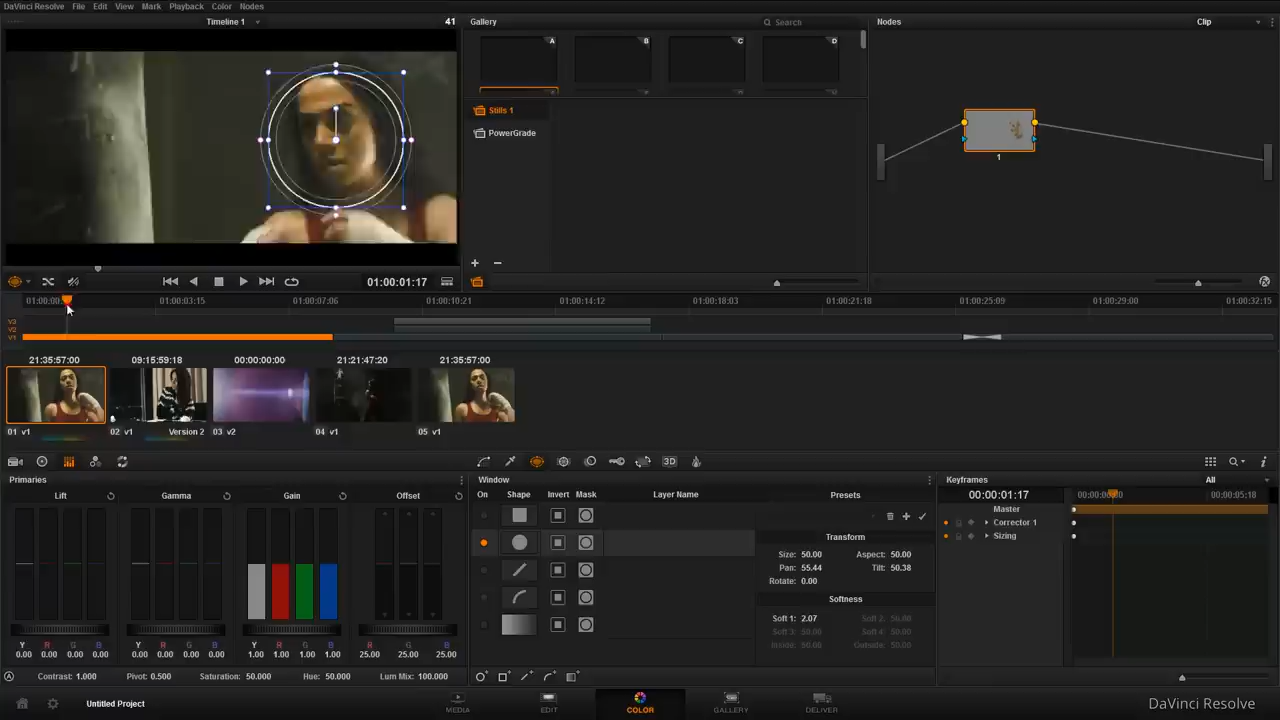 DaVinci Resolve File Edit View Mark Playback Color Nodes
Timeline 1 41 Gallery Search Nodes Clip
A B C D
Stills 1
PowerGrade
1
01:00:01:17
01:00:00: 01:00:03:15 01:00:07:06 01:00:10:21 01:00:14:12 01:00:18:03 01:00:21:18 01:00:25:09 01:00:29:00 01:00:32:15
V3
V2
V1
21:35:57:00 09:15:59:18 00:00:00:00 21:21:47:20 21:35:57:00
01 v1 02 v1 Version 2 03 v2 04 v1 05 v1
3D
Primaries Window Keyframes All
Lift Gamma Gain Offset On Shape Invert Mask Layer Name Presets 00:00:01:17 00:00:05:18
Master
Transform
Corrector 1
Sizing
Size: 50.00 Aspect: 50.00
Pan: 55.44 Tilt: 50.38
Rotate: 0.00
Softness
Soft 1: 2.07 Soft 2: 50.00
Soft 3: 50.00 Soft 4: 50.00
Inside: 50.00 Outside: 50.00
Y R G B Y R G B Y R G B R G B
0.00 0.00 0.00 0.00 0.00 0.00 0.00 0.00 1.00 1.00 1.00 1.00 25.00 25.00 25.00
A Contrast: 1.000 Pivot: 0.500 Saturation: 50.000 Hue: 50.000 Lum Mix: 100.000
Untitled Project MEDIA EDIT COLOR GALLERY DELIVER DaVinci Resolve